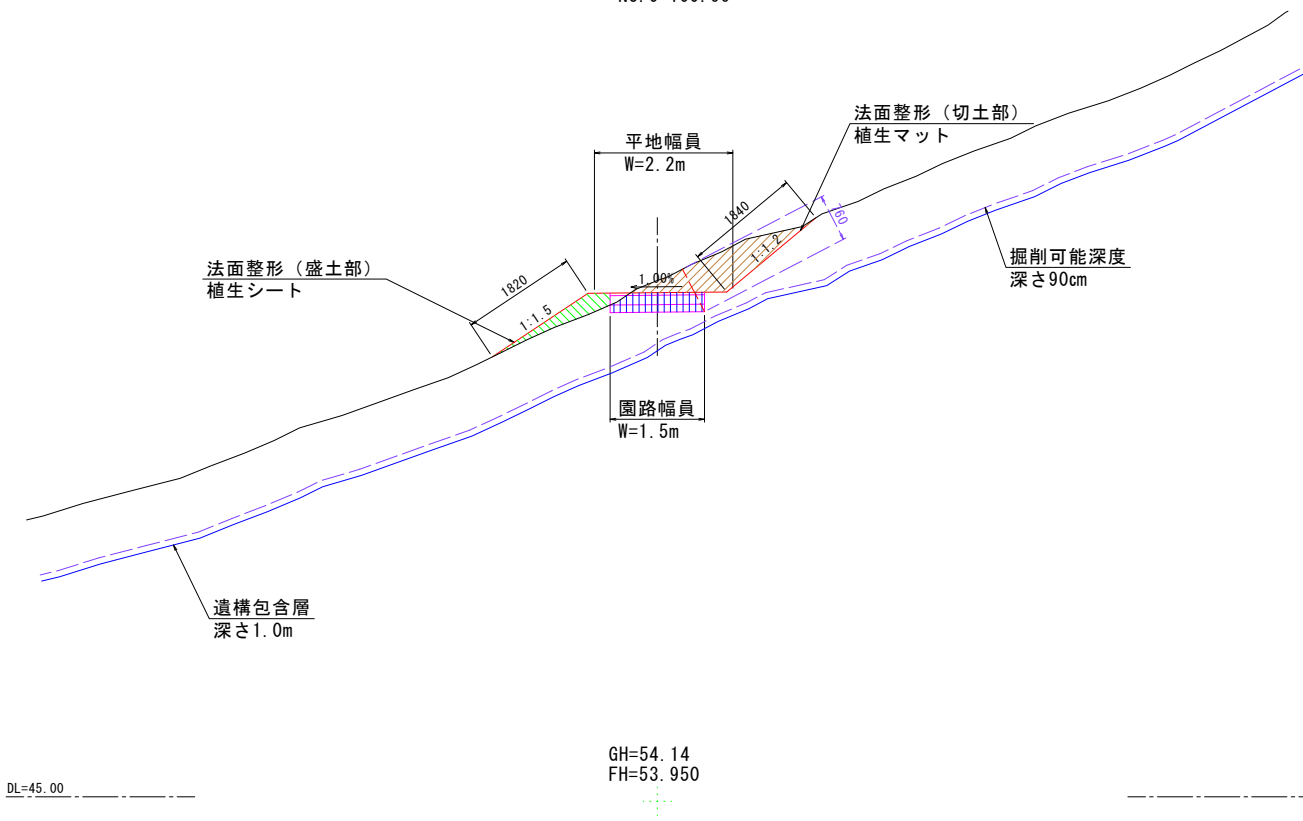 法面整形（切土部）
植生マット
平地幅員
W=2.2m
1840
760
1:1.2
掘削可能深度
深さ90cm
法面整形（盛土部）
植生シート
1820
1.00%
1:1.5
園路幅員
W=1.5m
遺構包含層
深さ1.0m
GH=54.14
FH=53.950
DL=45.00